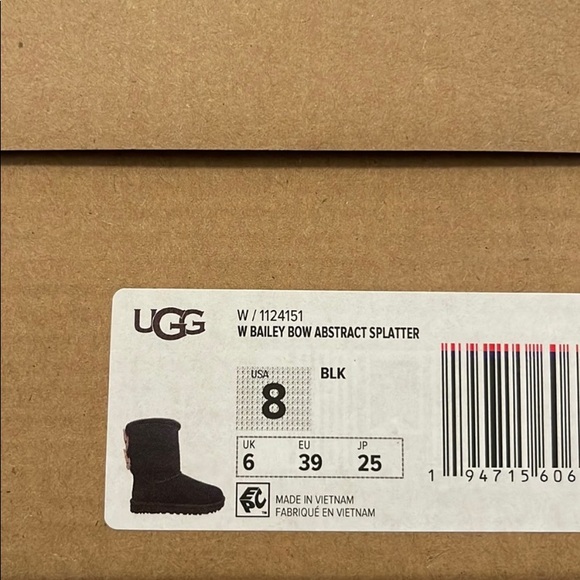 UGG
W / 1124151
W BAILEY BOW ABSTRACT SPLATTER
USA
8
BLK
UK EU JP
6 39 25
1 94715 606
EPC
MADE IN VIETNAM
FABRIQUÉ EN VIETNAM